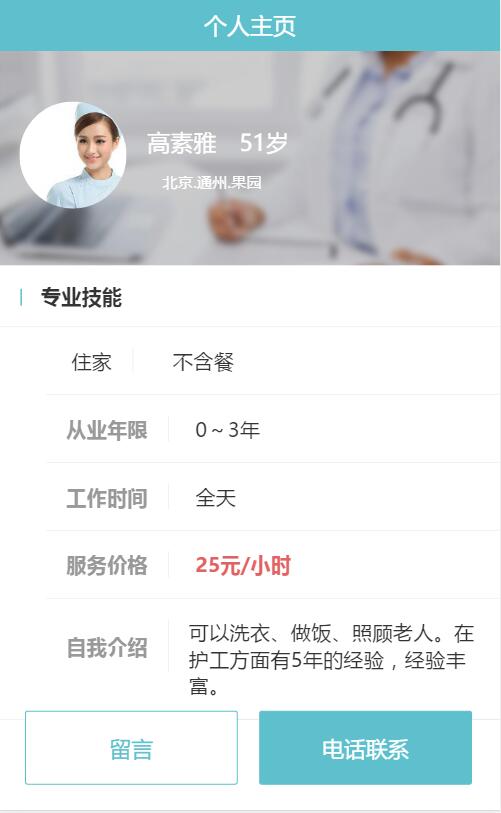 个人主页
高素雅 51岁
北京.通州.果园
专业技能
住家 不含餐
从业年限 0～3年
工作时间 全天
服务价格 25元/小时
自我介绍 可以洗衣、做饭、照顾老人。在
护工方面有5年的经验，经验丰
富。
留言 电话联系